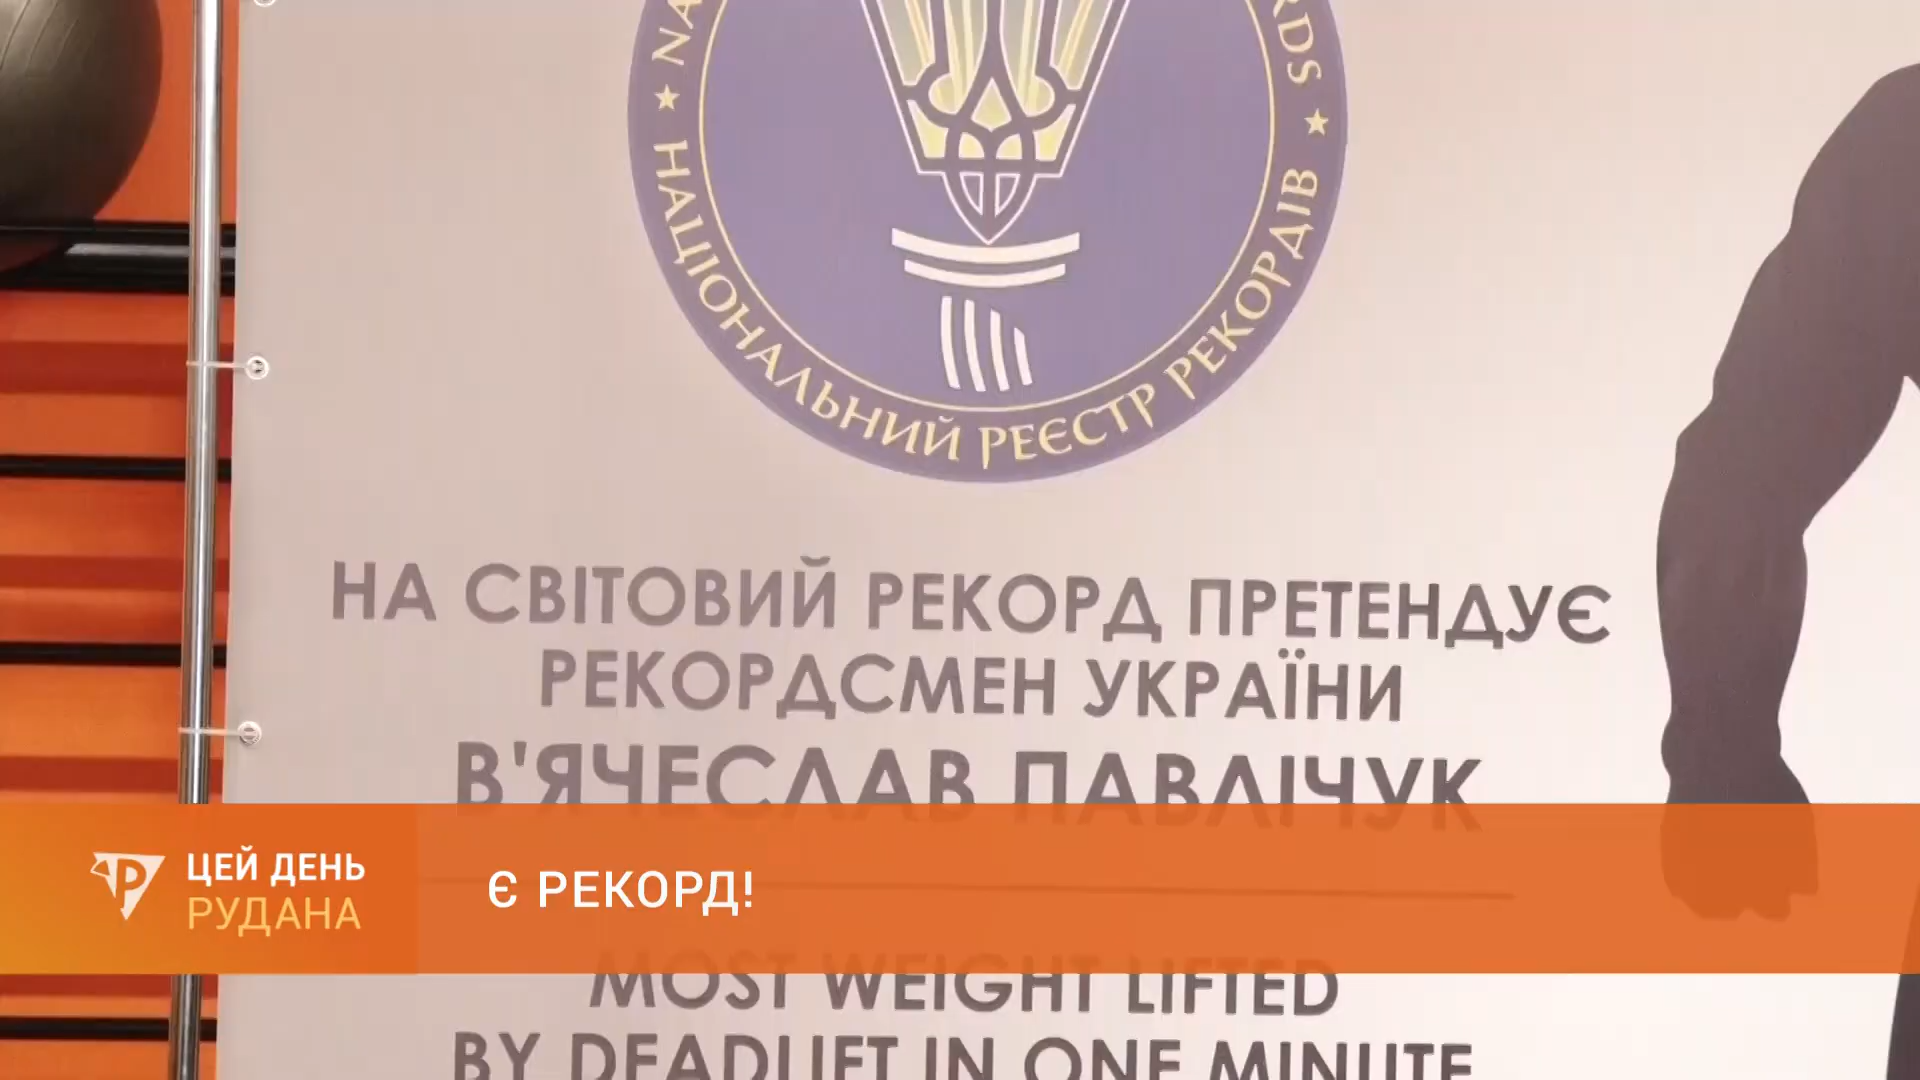 НАЦІОНАЛЬНИЙ РЕЄСТР РЕКОРДІВ
НА СВІТОВИЙ РЕКОРД ПРЕТЕНДУЄ
РЕКОРДСМЕН УКРАЇНИ
В'ЯЧЕСЛАВ ПАВЛІЧУК
ЦЕЙ ДЕНЬ
РУДАНА
Є РЕКОРД!
MOST WEIGHT LIFTED
BY DEADLIFT IN ONE MINUTE